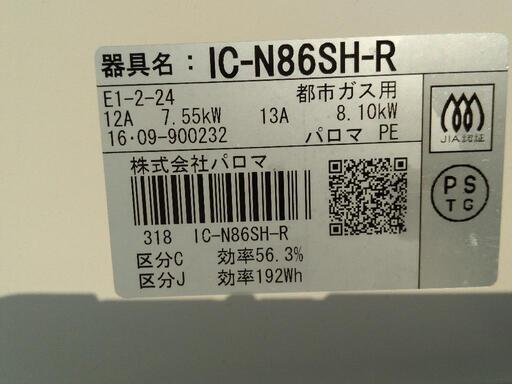 器具名：IC-N86SH-R
E1-2-24 都市ガス用
12A 7.55kW 13A 8.10kW
16・09-900232 パロマ PE
JIA認証
株式会社パロマ
PS
TG
318 IC-N86SH-R
区分C 効率56.3%
区分J 効率192Wh